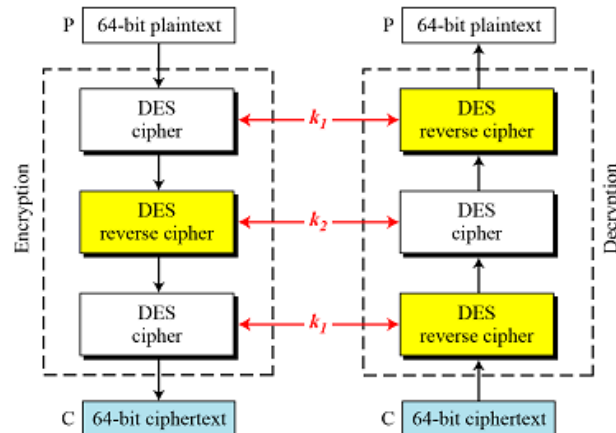 P 64-bit plaintext
P 64-bit plaintext
Encryption
DES
cipher
k1
DES
reverse cipher
DES
reverse cipher
k2
DES
cipher
DES
cipher
k1
DES
reverse cipher
Decryption
C 64-bit ciphertext
C 64-bit ciphertext